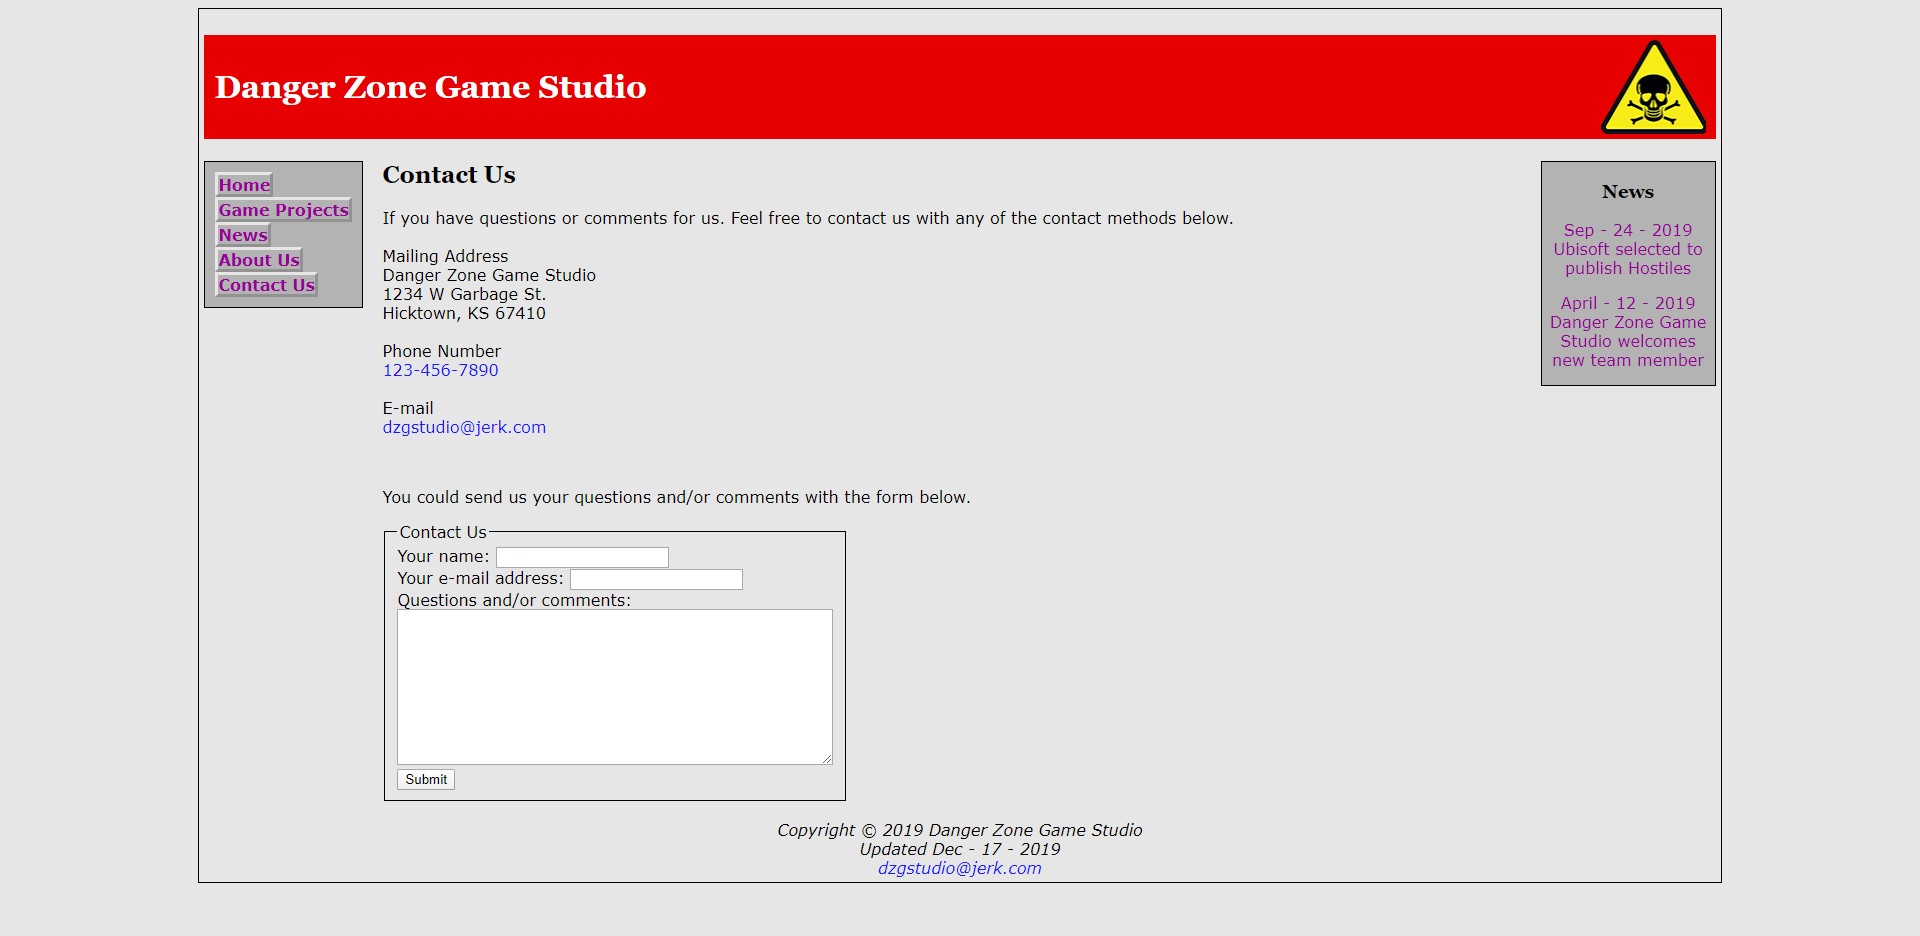 Danger Zone Game Studio
Home
Game Projects
News
About Us
Contact Us
Contact Us
If you have questions or comments for us. Feel free to contact us with any of the contact methods below.
Mailing Address
Danger Zone Game Studio
1234 W Garbage St.
Hicktown, KS 67410
Phone Number
123-456-7890
E-mail
dzgstudio@jerk.com
You could send us your questions and/or comments with the form below.
Contact Us
Your name:
Your e-mail address:
Questions and/or comments:
Submit
News
Sep - 24 - 2019
Ubisoft selected to
publish Hostiles
April - 12 - 2019
Danger Zone Game
Studio welcomes
new team member
Copyright © 2019 Danger Zone Game Studio
Updated Dec - 17 - 2019
dzgstudio@jerk.com